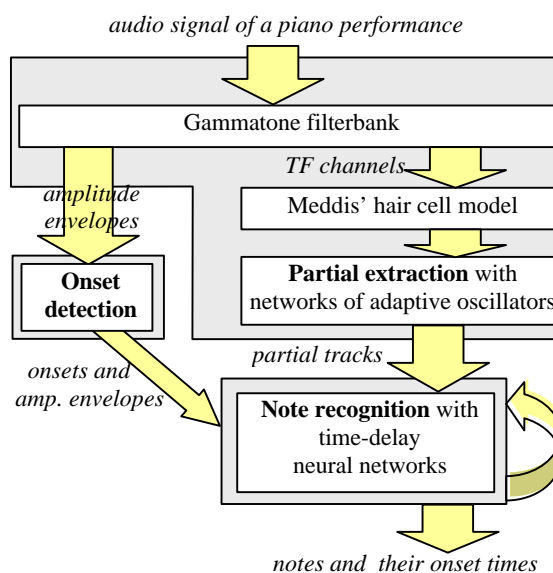 audio signal of a piano performance
Gammatone filterbank
TF channels
amplitude
envelopes
Meddis' hair cell model
Onset
detection
Partial extraction with
networks of adaptive oscillators
partial tracks
onsets and
amp. envelopes
Note recognition with
time-delay
neural networks
notes and their onset times